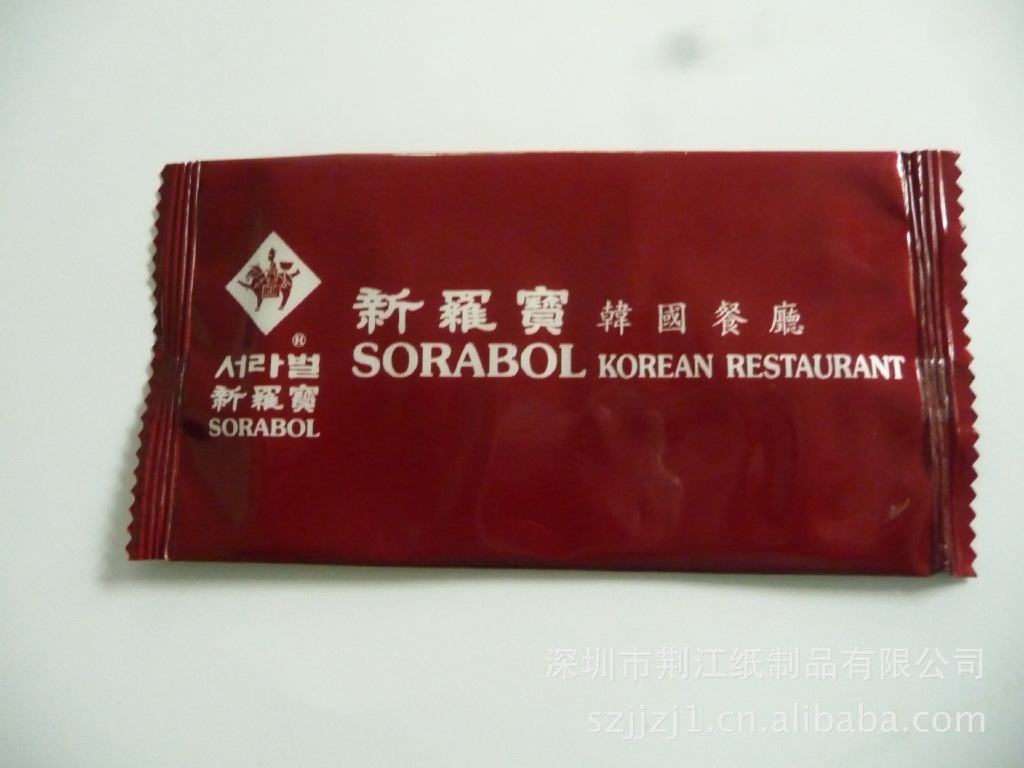 ®
서라벌
新羅寶
SORABOL
新羅寶 韓國餐廳
SORABOL KOREAN RESTAURANT
深圳市荆江纸制品有限公司
szjjzj1.cn.alibaba.com